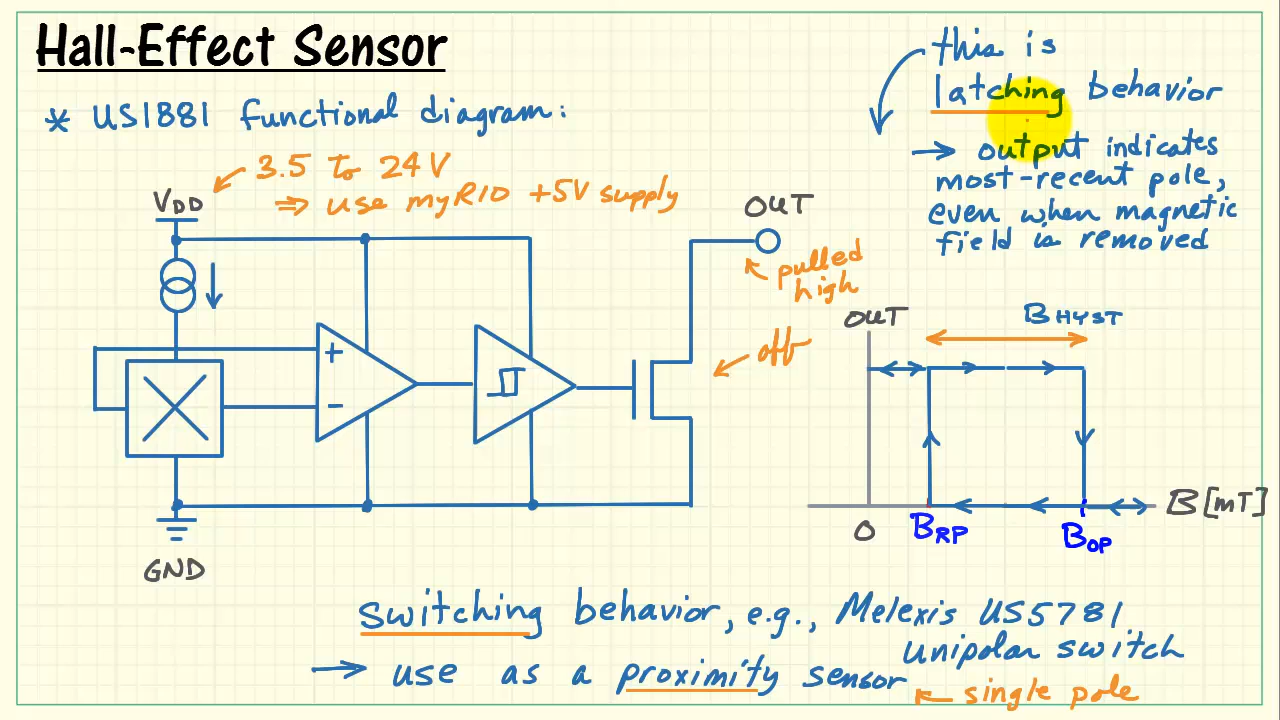 Hall-Effect Sensor
* US1881 functional diagram:
3.5 to 24V
⇒ use myRIO +5V supply
VDD
OUT
pulled
high
off
+
-
GND
this is
latching behavior
→ output indicates
most-recent pole,
even when magnetic
field is removed
OUT
BHYST
0
BRP
BOP
B [mT]
Switching behavior, e.g., Melexis US5781
unipolar switch
→ use as a proximity sensor
single pole